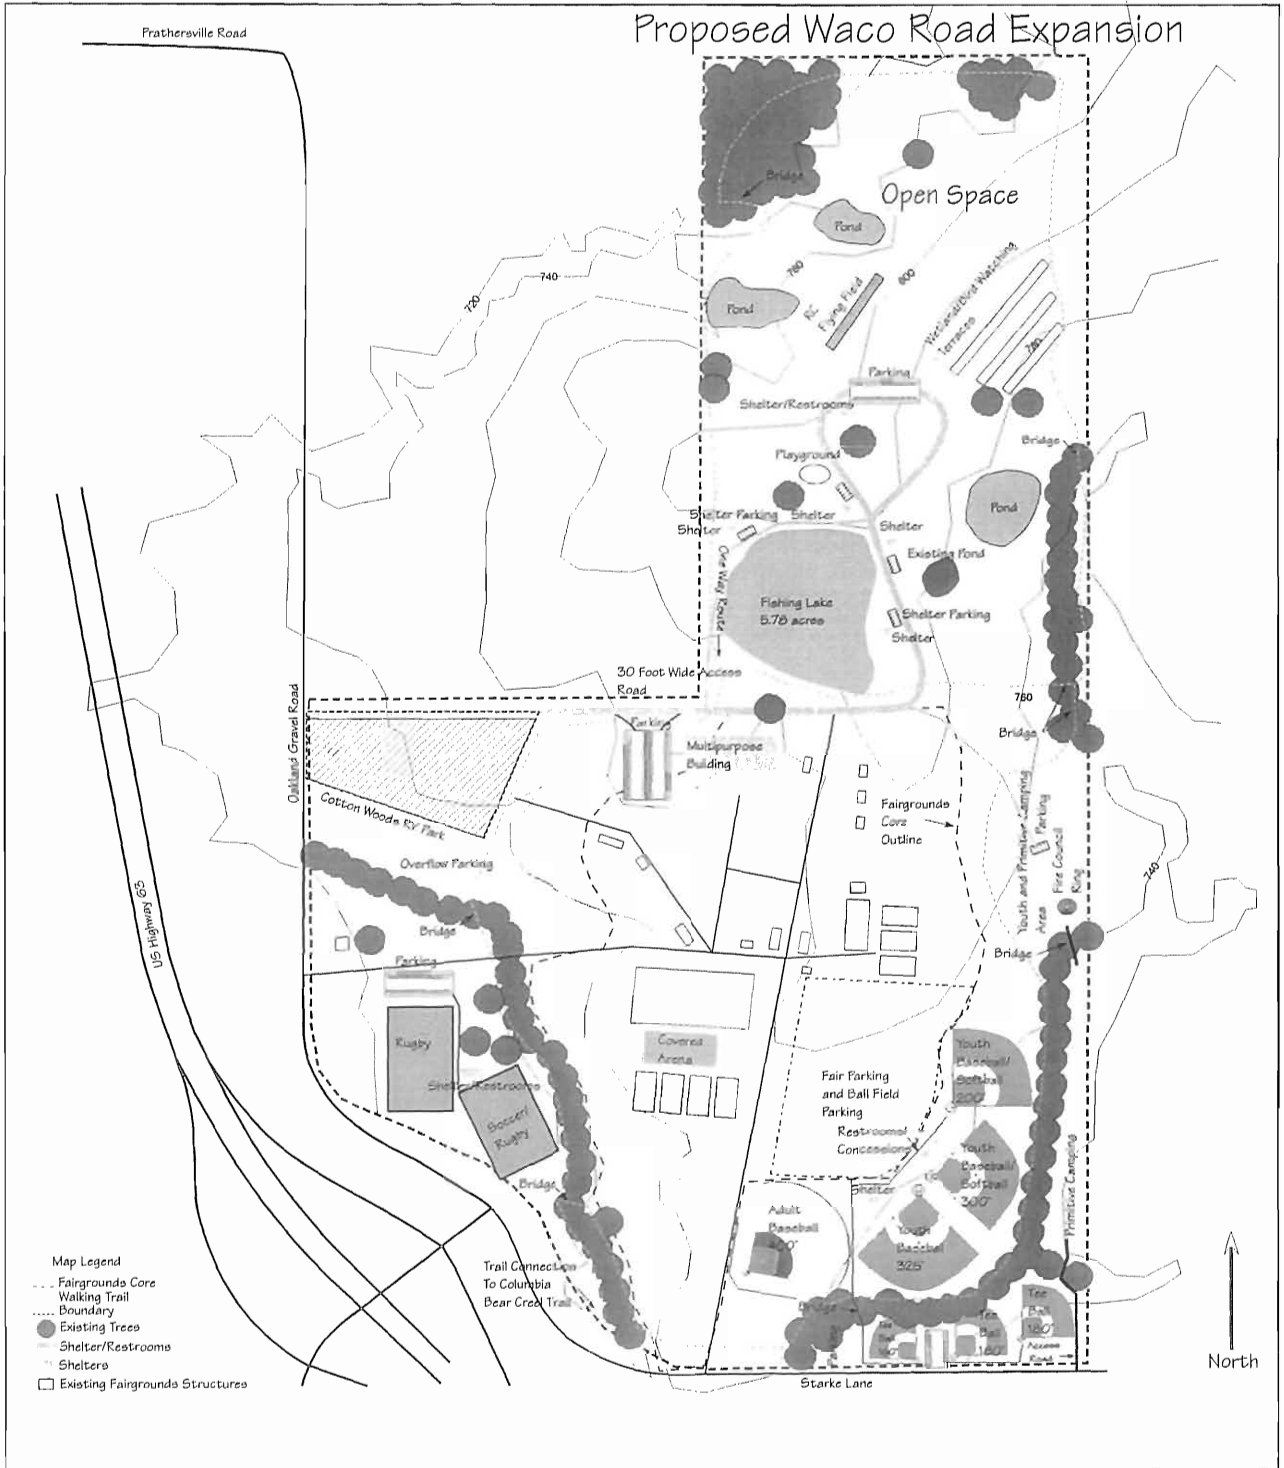 Proposed Waco Road Expansion
Prathersville Road
Bridge
Open Space
Pond
740
720
780
800
Pond
RC
Flying Field
Wetland/Bird Watching
Terraces
780
Parking
Shelter/Restrooms
Bridge
Playground
Pond
Shelter Parking
Shelter
Shelter
Shelter
Existing Pond
One Way Route
Fishing Lake
5.78 acres
Shelter Parking
Shelter
30 Foot Wide Access
Road
760
Bridge
Oakland Gravel Road
Parking
Multipurpose
Building
Cotton Woods RV Park
Fairgrounds
Core
Outline
Youth and Primitive Camping
Area
Parking
Fire Council
Ring
740
Overflow Parking
US Highway 63
Bridge
Bridge
Parking
Rugby
Covered
Arena
Youth
Baseball/
Softball
200'
Shelter/Restrooms
Soccer/
Rugby
Fair Parking
and Ball Field
Parking
Restrooms/
Concessions
Youth
Baseball/
Softball
300'
Primitive Camping
Bridge
Shelter
Adult
Baseball
400'
Youth
Baseball
325'
Trail Connection
To Columbia
Bear Creek Trail
Bridge
Tee
Ball
180'
Tee
Ball
180'
Tee
Ball
180'
Access
Road
Parking
Starke Lane
Map Legend
Fairgrounds Core
Walking Trail
Boundary
Existing Trees
Shelter/Restrooms
Shelters
Existing Fairgrounds Structures
North